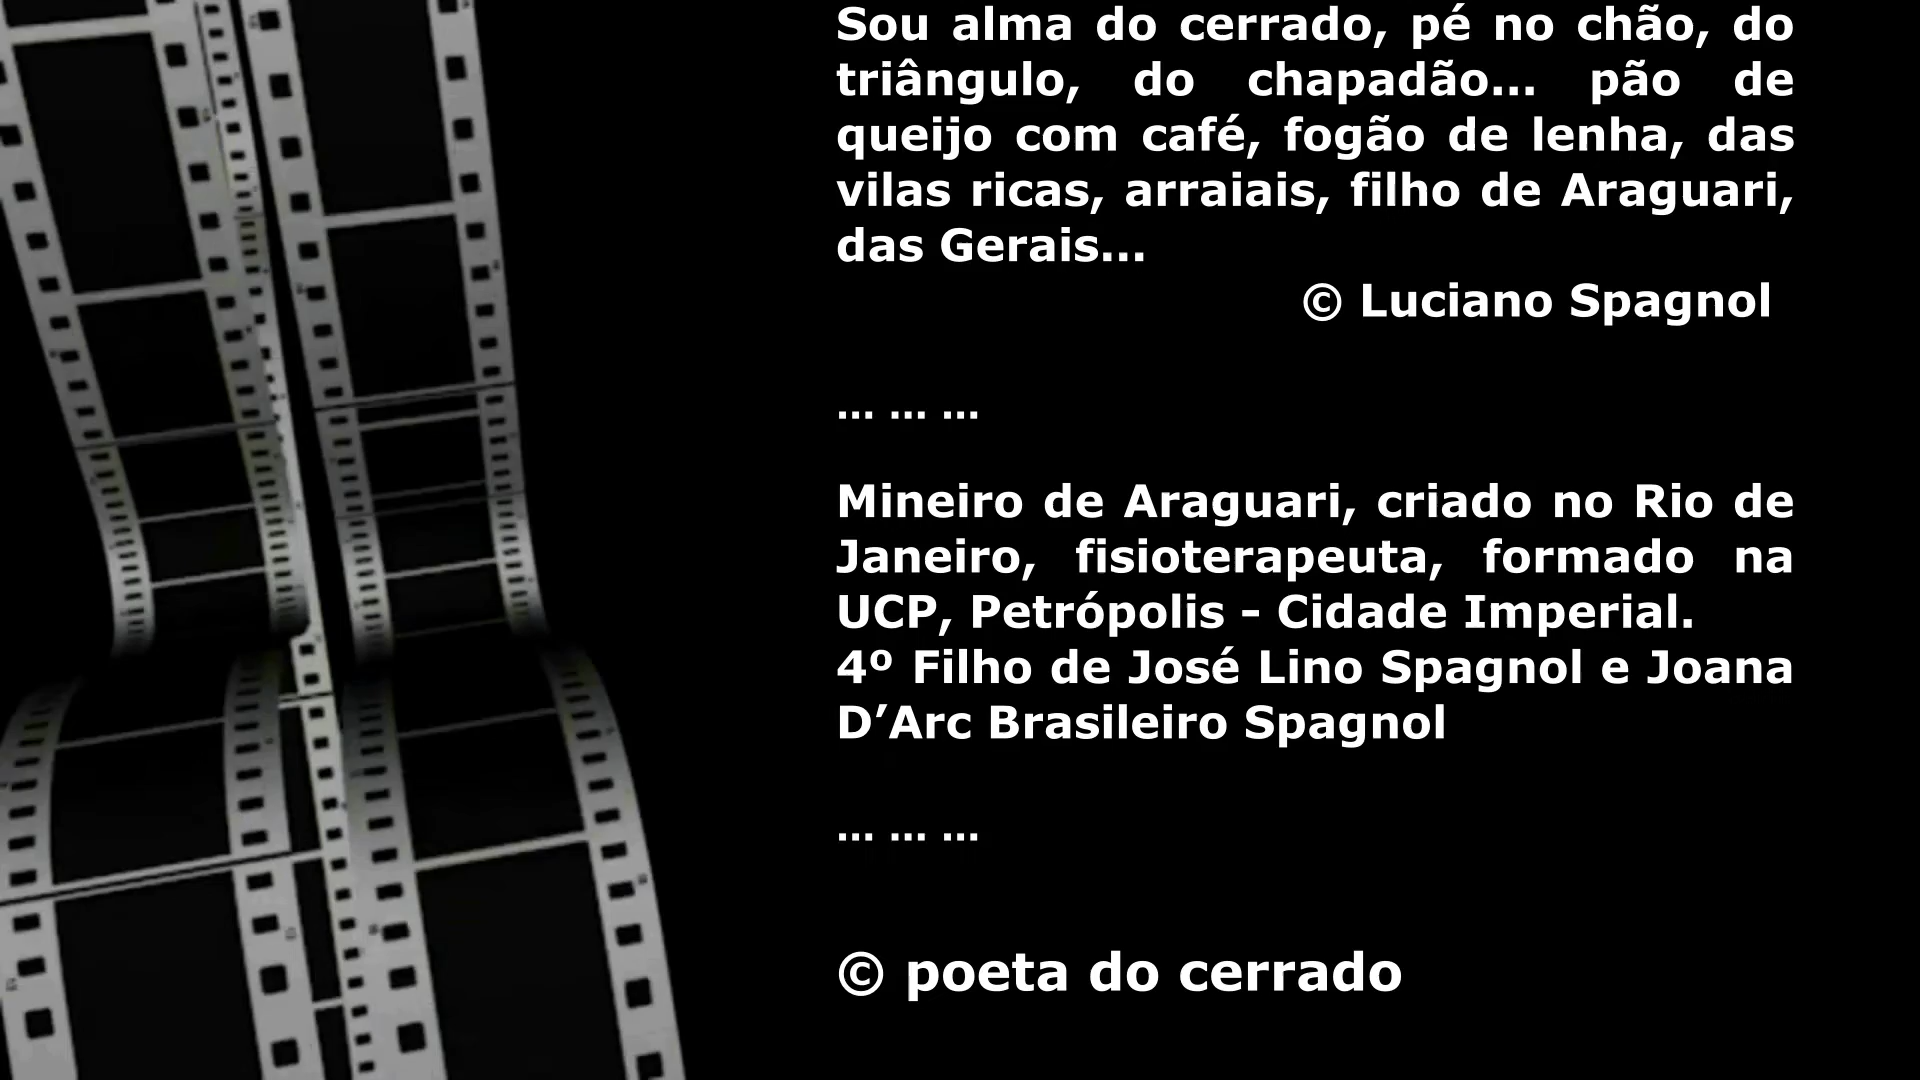 Sou alma do cerrado, pé no chão, do
triângulo, do chapadão... pão de
queijo com café, fogão de lenha, das
vilas ricas, arraiais, filho de Araguari,
das Gerais...
© Luciano Spagnol
... ... ...
Mineiro de Araguari, criado no Rio de
Janeiro, fisioterapeuta, formado na
UCP, Petrópolis - Cidade Imperial.
4º Filho de José Lino Spagnol e Joana
D’Arc Brasileiro Spagnol
... ... ...
© poeta do cerrado